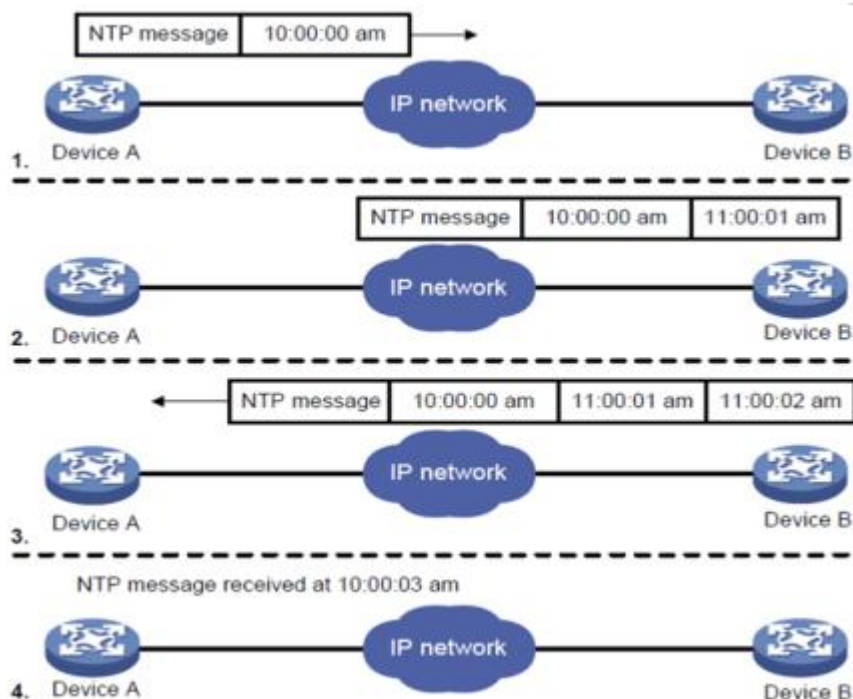 NTP message 10:00:00 am
IP network
Device A Device B
1.
NTP message 10:00:00 am 11:00:01 am
IP network
Device A Device B
2.
NTP message 10:00:00 am 11:00:01 am 11:00:02 am
IP network
Device A Device B
3.
NTP message received at 10:00:03 am
IP network
Device A Device B
4.